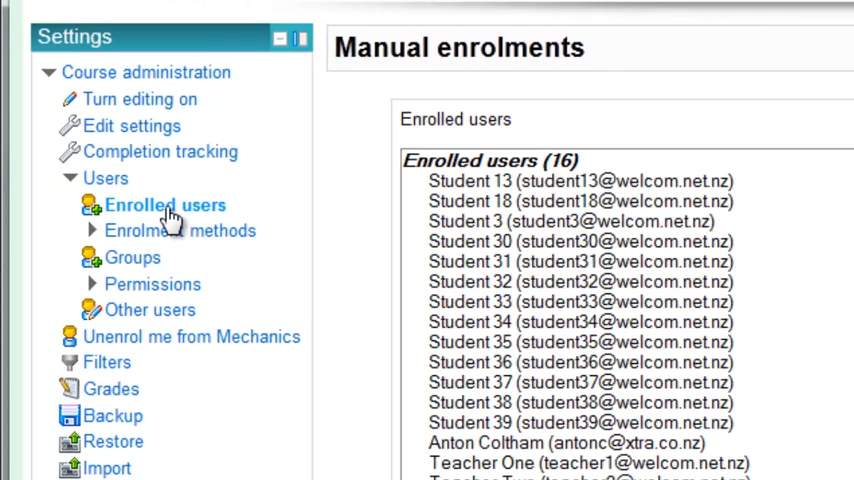 Settings
Course administration
Turn editing on
Edit settings
Completion tracking
Users
Enrolled users
Enrolment methods
Groups
Permissions
Other users
Unenrol me from Mechanics
Filters
Grades
Backup
Restore
Import
Manual enrolments
Enrolled users
Enrolled users (16)
Student 13 (student13@welcom.net.nz)
Student 18 (student18@welcom.net.nz)
Student 3 (student3@welcom.net.nz)
Student 30 (student30@welcom.net.nz)
Student 31 (student31@welcom.net.nz)
Student 32 (student32@welcom.net.nz)
Student 33 (student33@welcom.net.nz)
Student 34 (student34@welcom.net.nz)
Student 35 (student35@welcom.net.nz)
Student 36 (student36@welcom.net.nz)
Student 37 (student37@welcom.net.nz)
Student 38 (student38@welcom.net.nz)
Student 39 (student39@welcom.net.nz)
Anton Coltham (antonc@xtra.co.nz)
Teacher One (teacher1@welcom.net.nz)
Teacher Two (teacher2@welcom.net.nz)